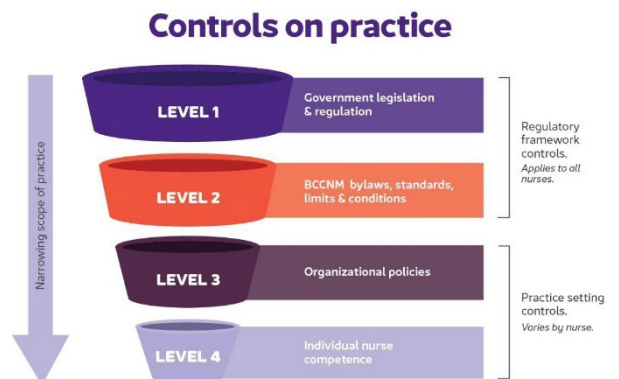 Controls on practice
Narrowing scope of practice
LEVEL 1
Government legislation
& regulation
LEVEL 2
BCCNM bylaws, standards,
limits & conditions
Regulatory
framework
controls.
Applies to all
nurses.
LEVEL 3
Organizational policies
LEVEL 4
Individual nurse
competence
Practice setting
controls.
Varies by nurse.